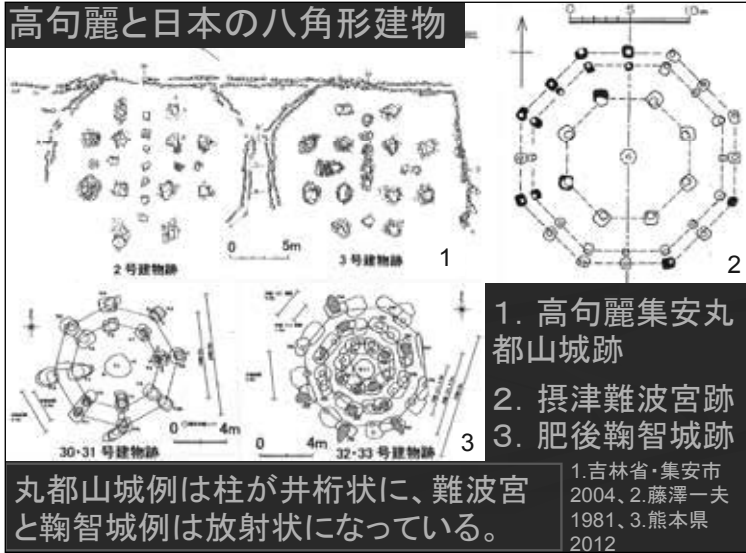 高句麗と日本の八角形建物
0 5 10
0 5m
1
2号建物跡
3号建物跡
2
30・31号建物跡
0 4m
32・33号建物跡
0 4m
3
1. 高句麗集安丸
都山城跡
2. 摂津難波宮跡
3. 肥後鞠智城跡
丸都山城例は柱が井桁状に、難波宮
と鞠智城例は放射状になっている。
1.吉林省・集安市
2004、2.藤澤一夫
1981、3.熊本県
2012